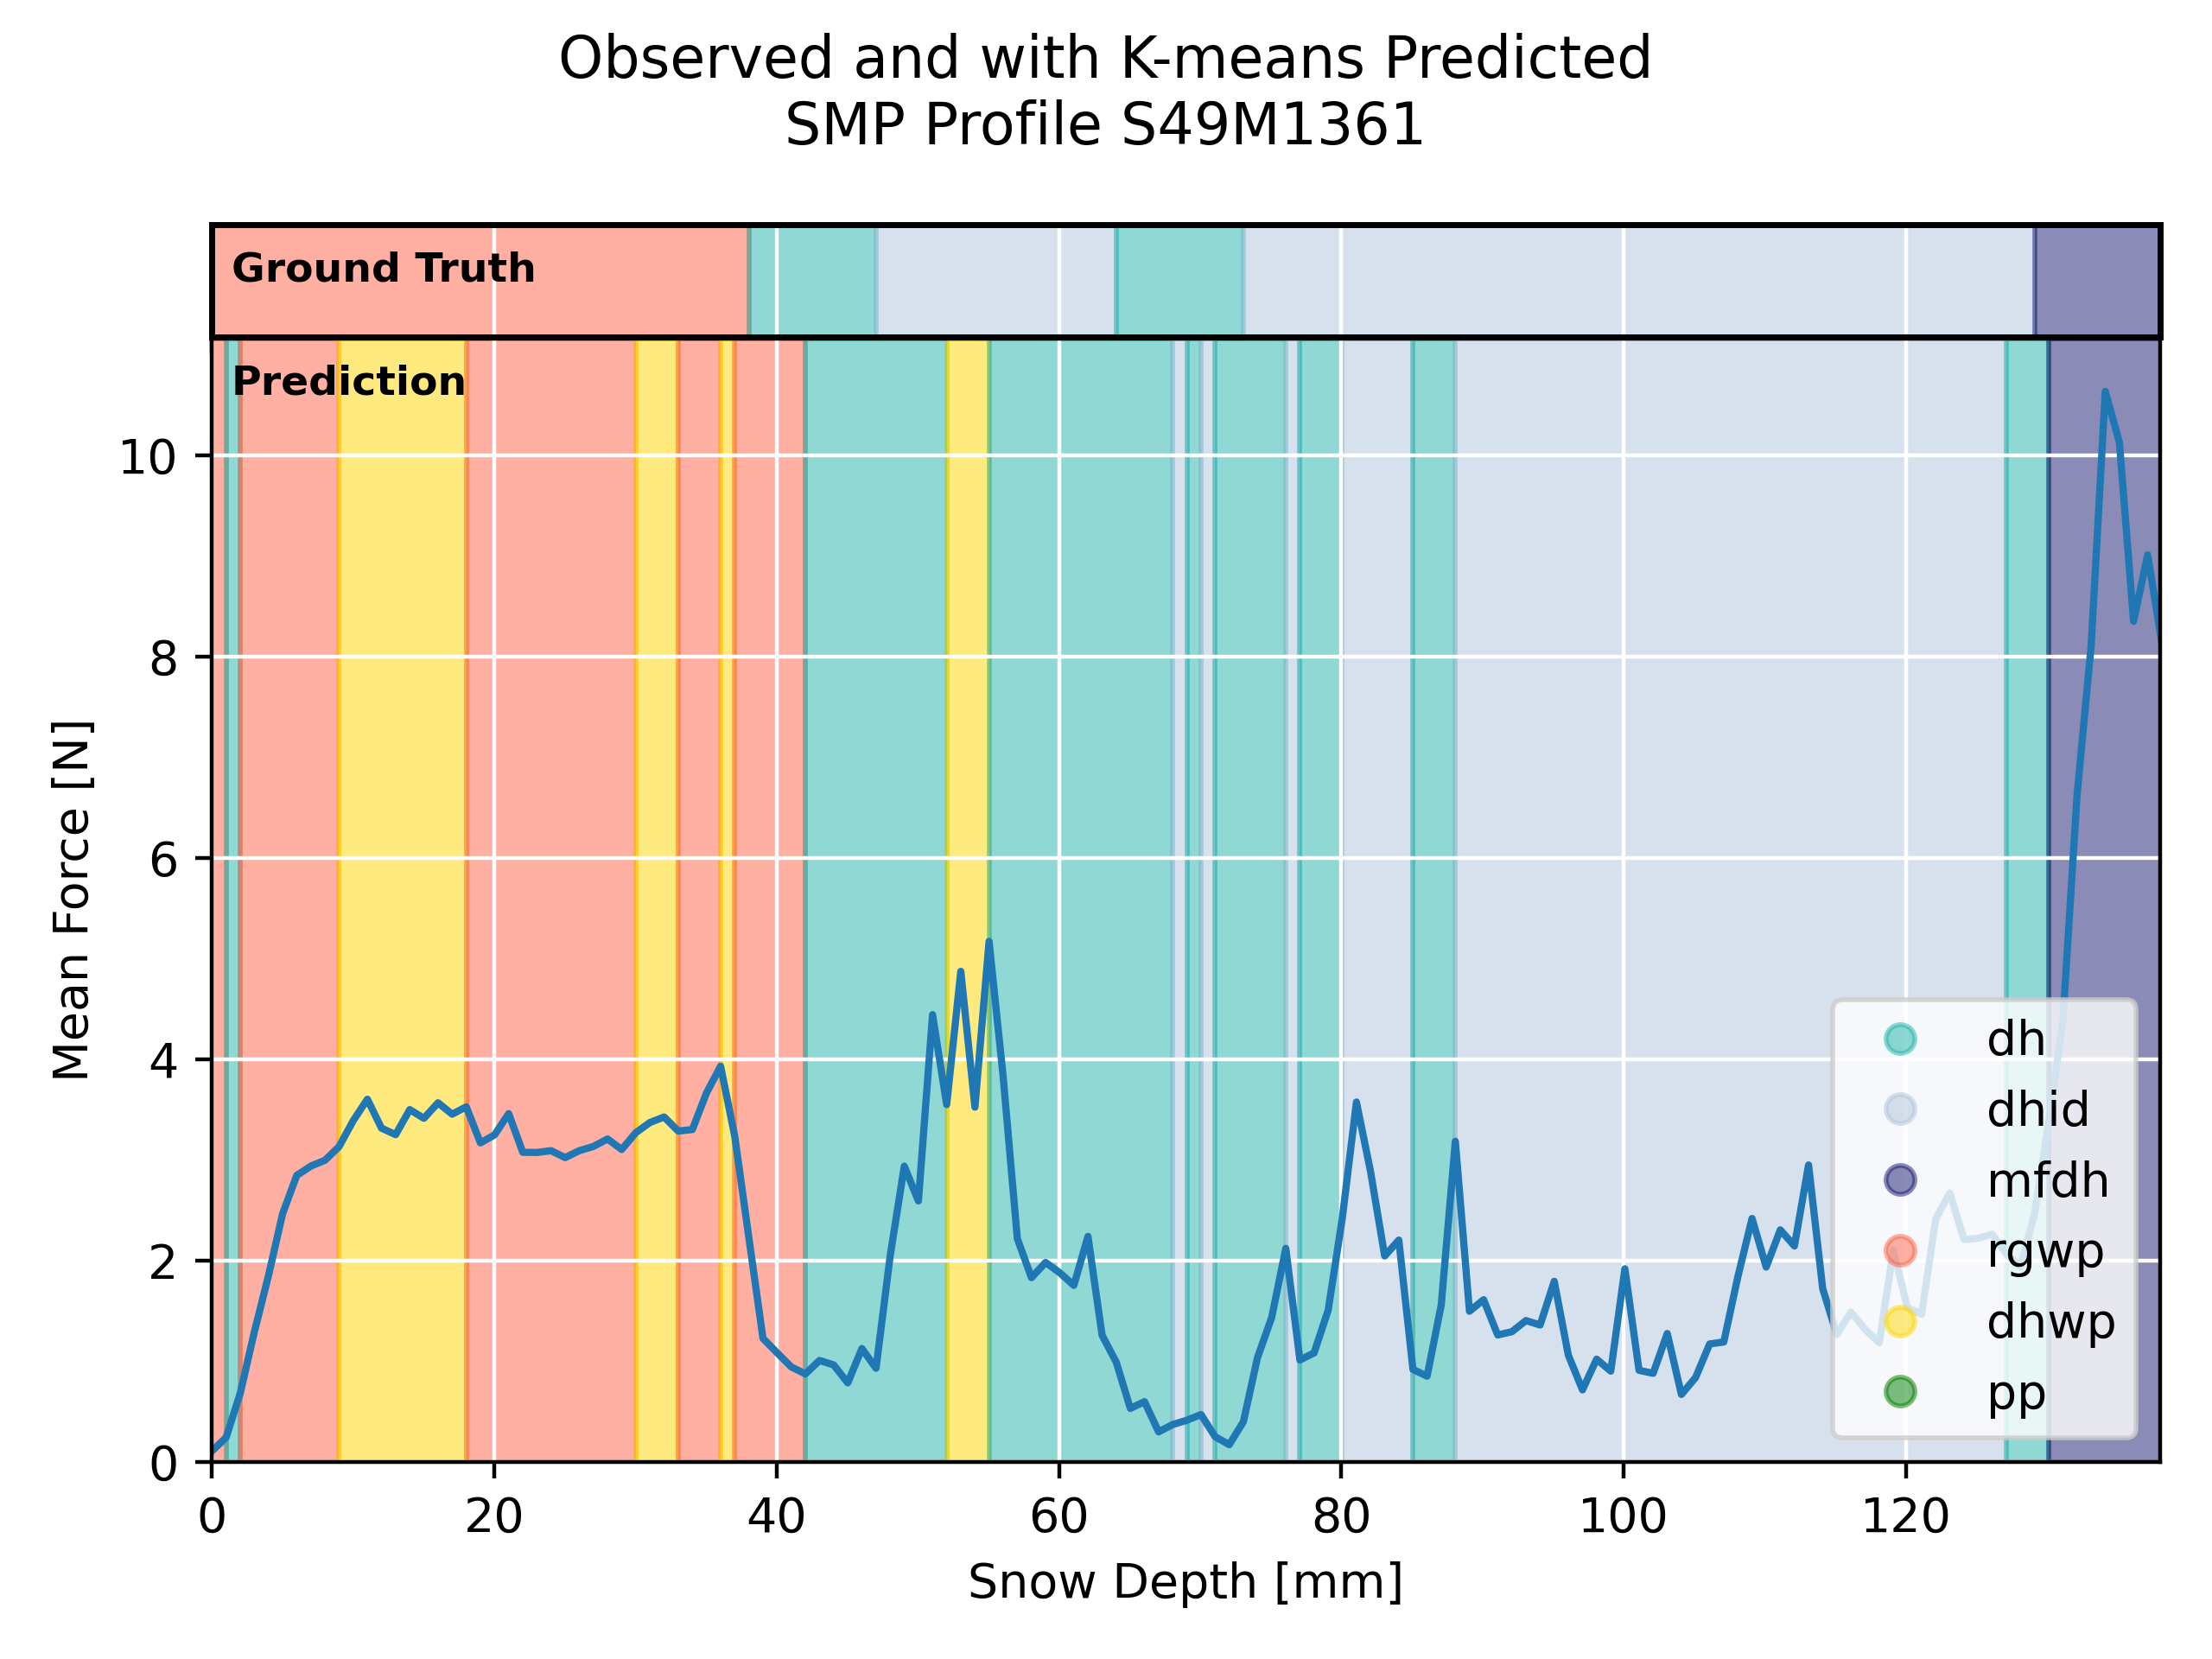 Observed and with K-means Predicted
SMP Profile S49M1361
Ground Truth
Prediction
10
8
6
4
2
0
Mean Force [N]
0 20 40 60 80 100 120
Snow Depth [mm]
dh
dhid
mfdh
rgwp
dhwp
pp